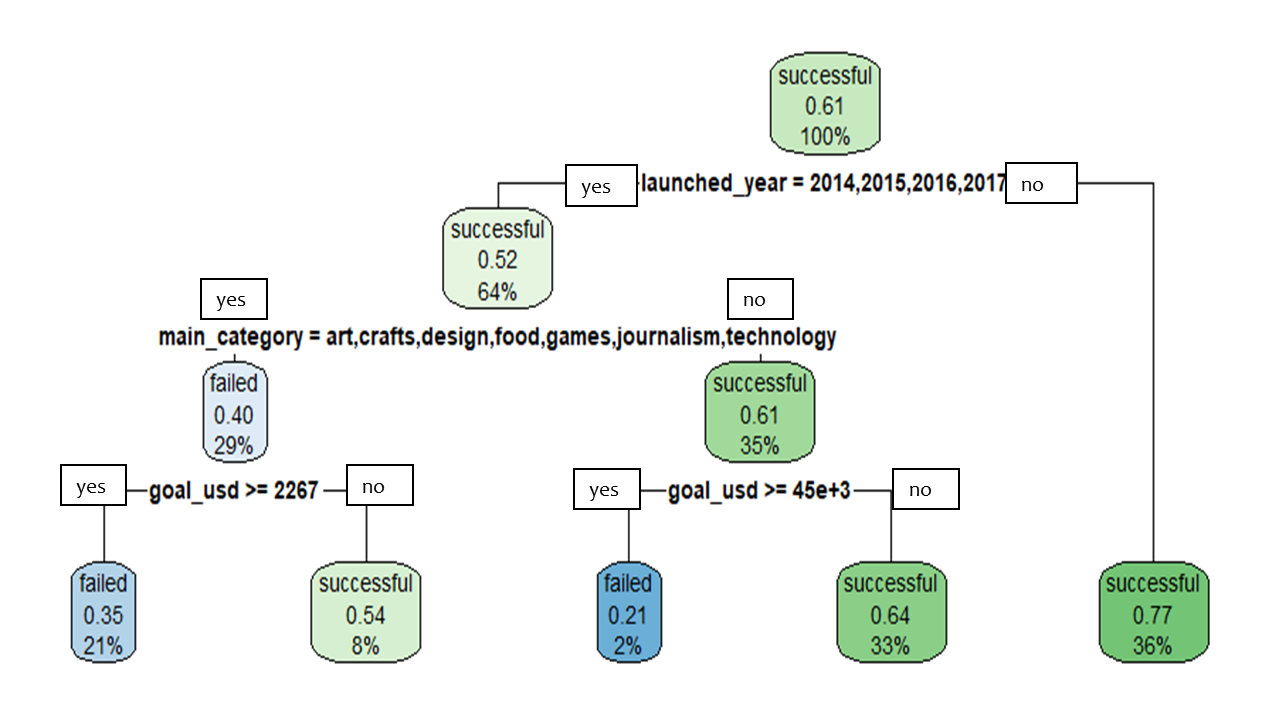 successful
0.61
100%
yes
launched_year = 2014,2015,2016,2017
no
successful
0.52
64%
yes
no
main_category = art,crafts,design,food,games,journalism,technology
failed
0.40
29%
successful
0.61
35%
yes
goal_usd >= 2267
no
yes
goal_usd >= 45e+3
no
failed
0.35
21%
successful
0.54
8%
failed
0.21
2%
successful
0.64
33%
successful
0.77
36%